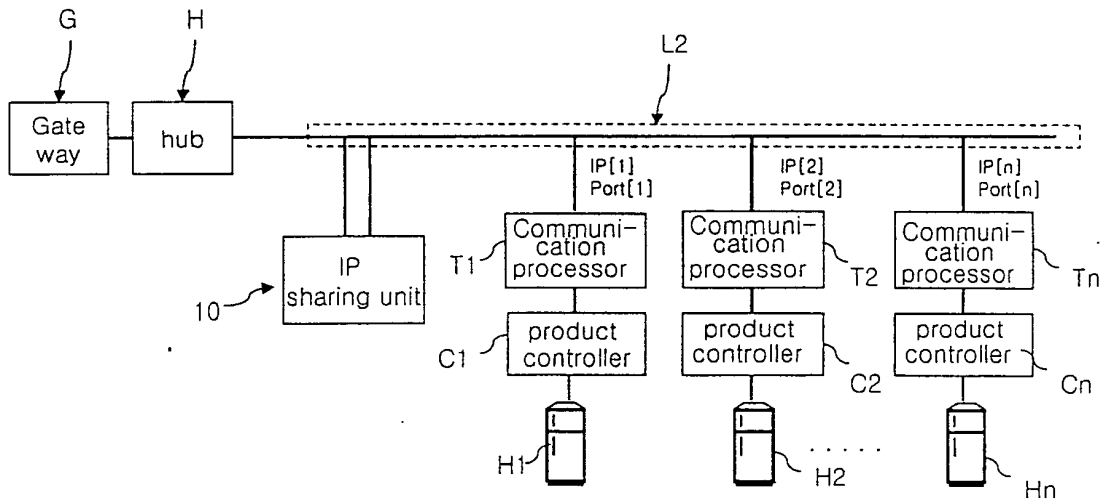 G
H
L2
Gate
way
hub
IP[1]
Port[1]
IP[2]
Port[2]
IP[n]
Port[n]
IP
sharing unit
10
Communi-
cation
processor
T1
Communi-
cation
processor
T2
Communi-
cation
processor
Tn
product
controller
C1
product
controller
C2
product
controller
Cn
H1
H2
.....
Hn